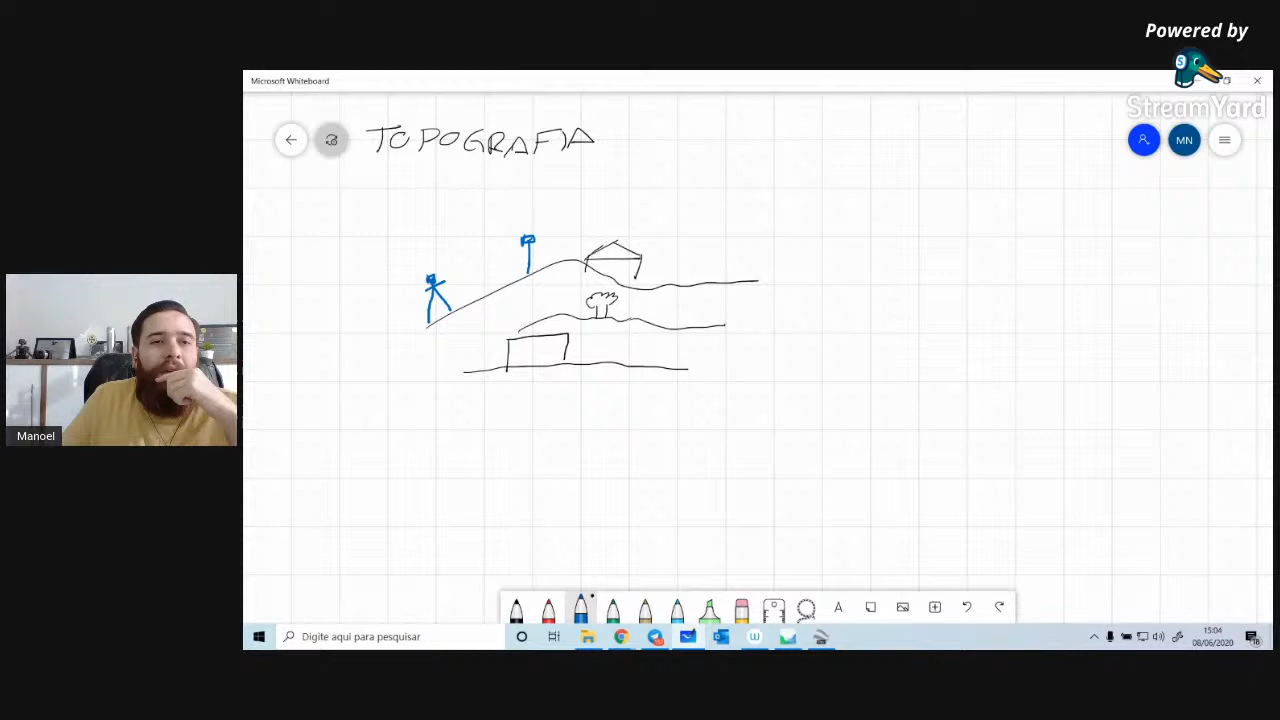 Powered by
StreamYard
Microsoft Whiteboard
TOPOGRAFIA
MN
Manoel
Digite aqui para pesquisar
15:04
08/06/2020